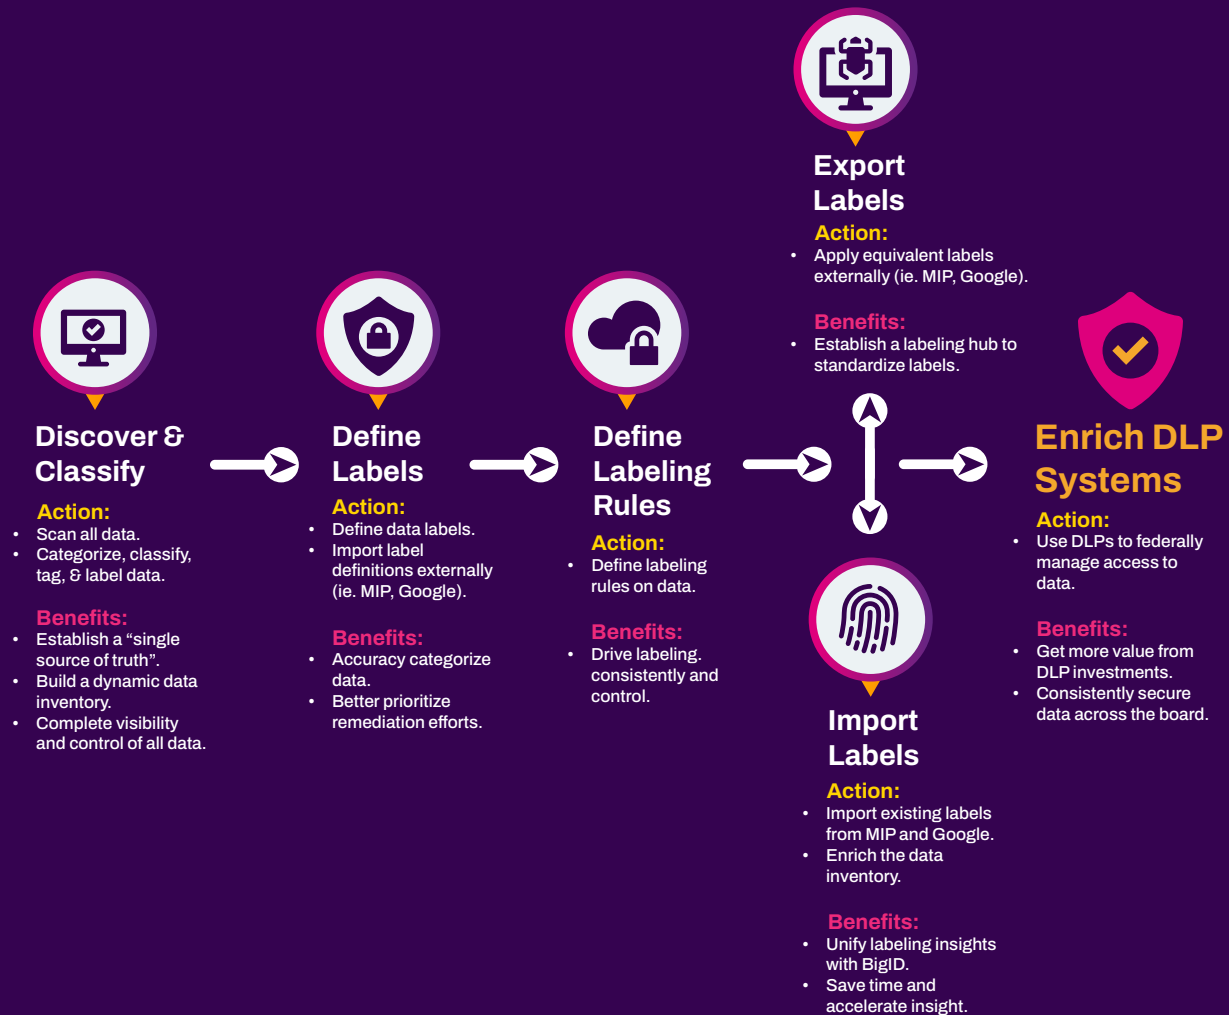 Discover &
Classify
Action:
• Scan all data.
• Categorize, classify,
tag, & label data.
Benefits:
• Establish a “single
source of truth”.
• Build a dynamic data
inventory.
• Complete visibility
and control of all data.
Define
Labels
Action:
• Define data labels.
• Import label
definitions externally
(ie. MIP, Google).
Benefits:
• Accuracy categorize
data.
• Better prioritize
remediation efforts.
Define
Labeling
Rules
Action:
• Define labeling
rules on data.
Benefits:
• Drive labeling.
consistently and
control.
Export
Labels
Action:
• Apply equivalent labels
externally (ie. MIP, Google).
Benefits:
• Establish a labeling hub to
standardize labels.
Import
Labels
Action:
• Import existing labels
from MIP and Google.
• Enrich the data
inventory.
Benefits:
• Unify labeling insights
with BigID.
• Save time and
accelerate insight.
Enrich DLP
Systems
Action:
• Use DLPs to federally
manage access to
data.
Benefits:
• Get more value from
DLP investments.
• Consistently secure
data across the board.